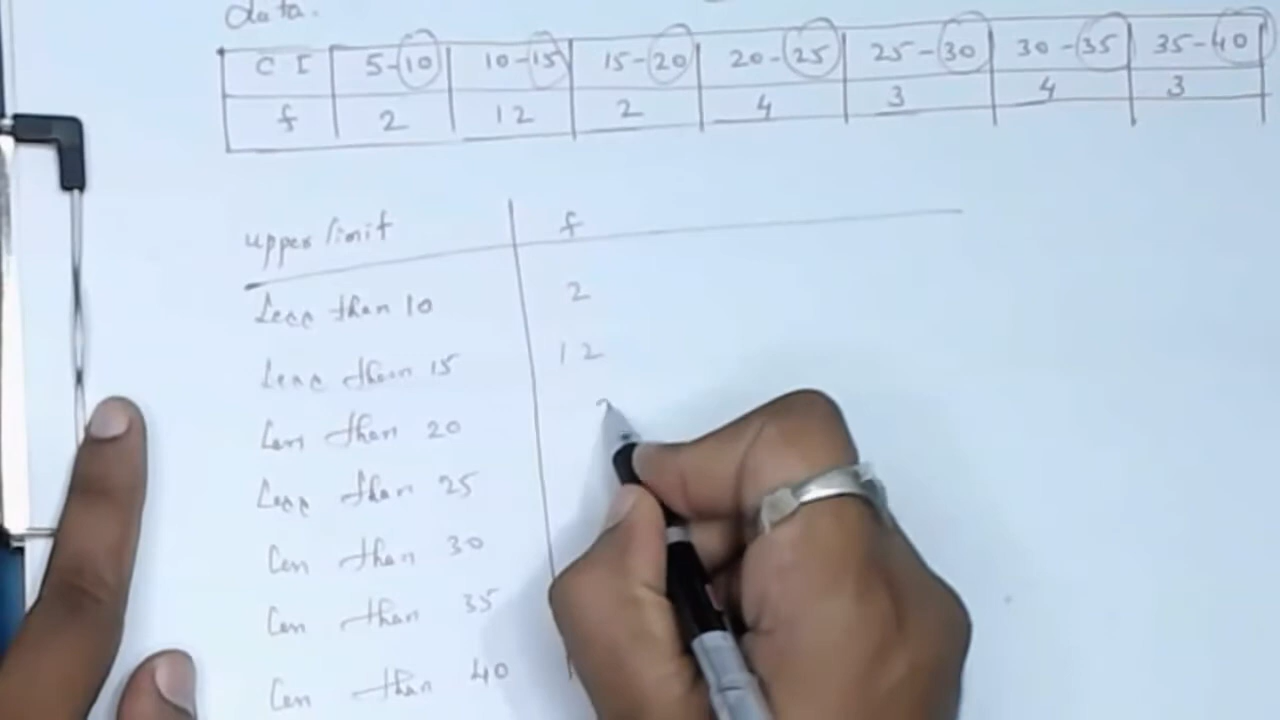 data.
C I 5-10 10-15 15-20 20-25 25-30 30-35 35-40
f 2 12 2 4 3 4 3
upper limit f
Less than 10 2
Less than 15 12
Less than 20 2
Less than 25
Less than 30
Less than 35
Less than 40